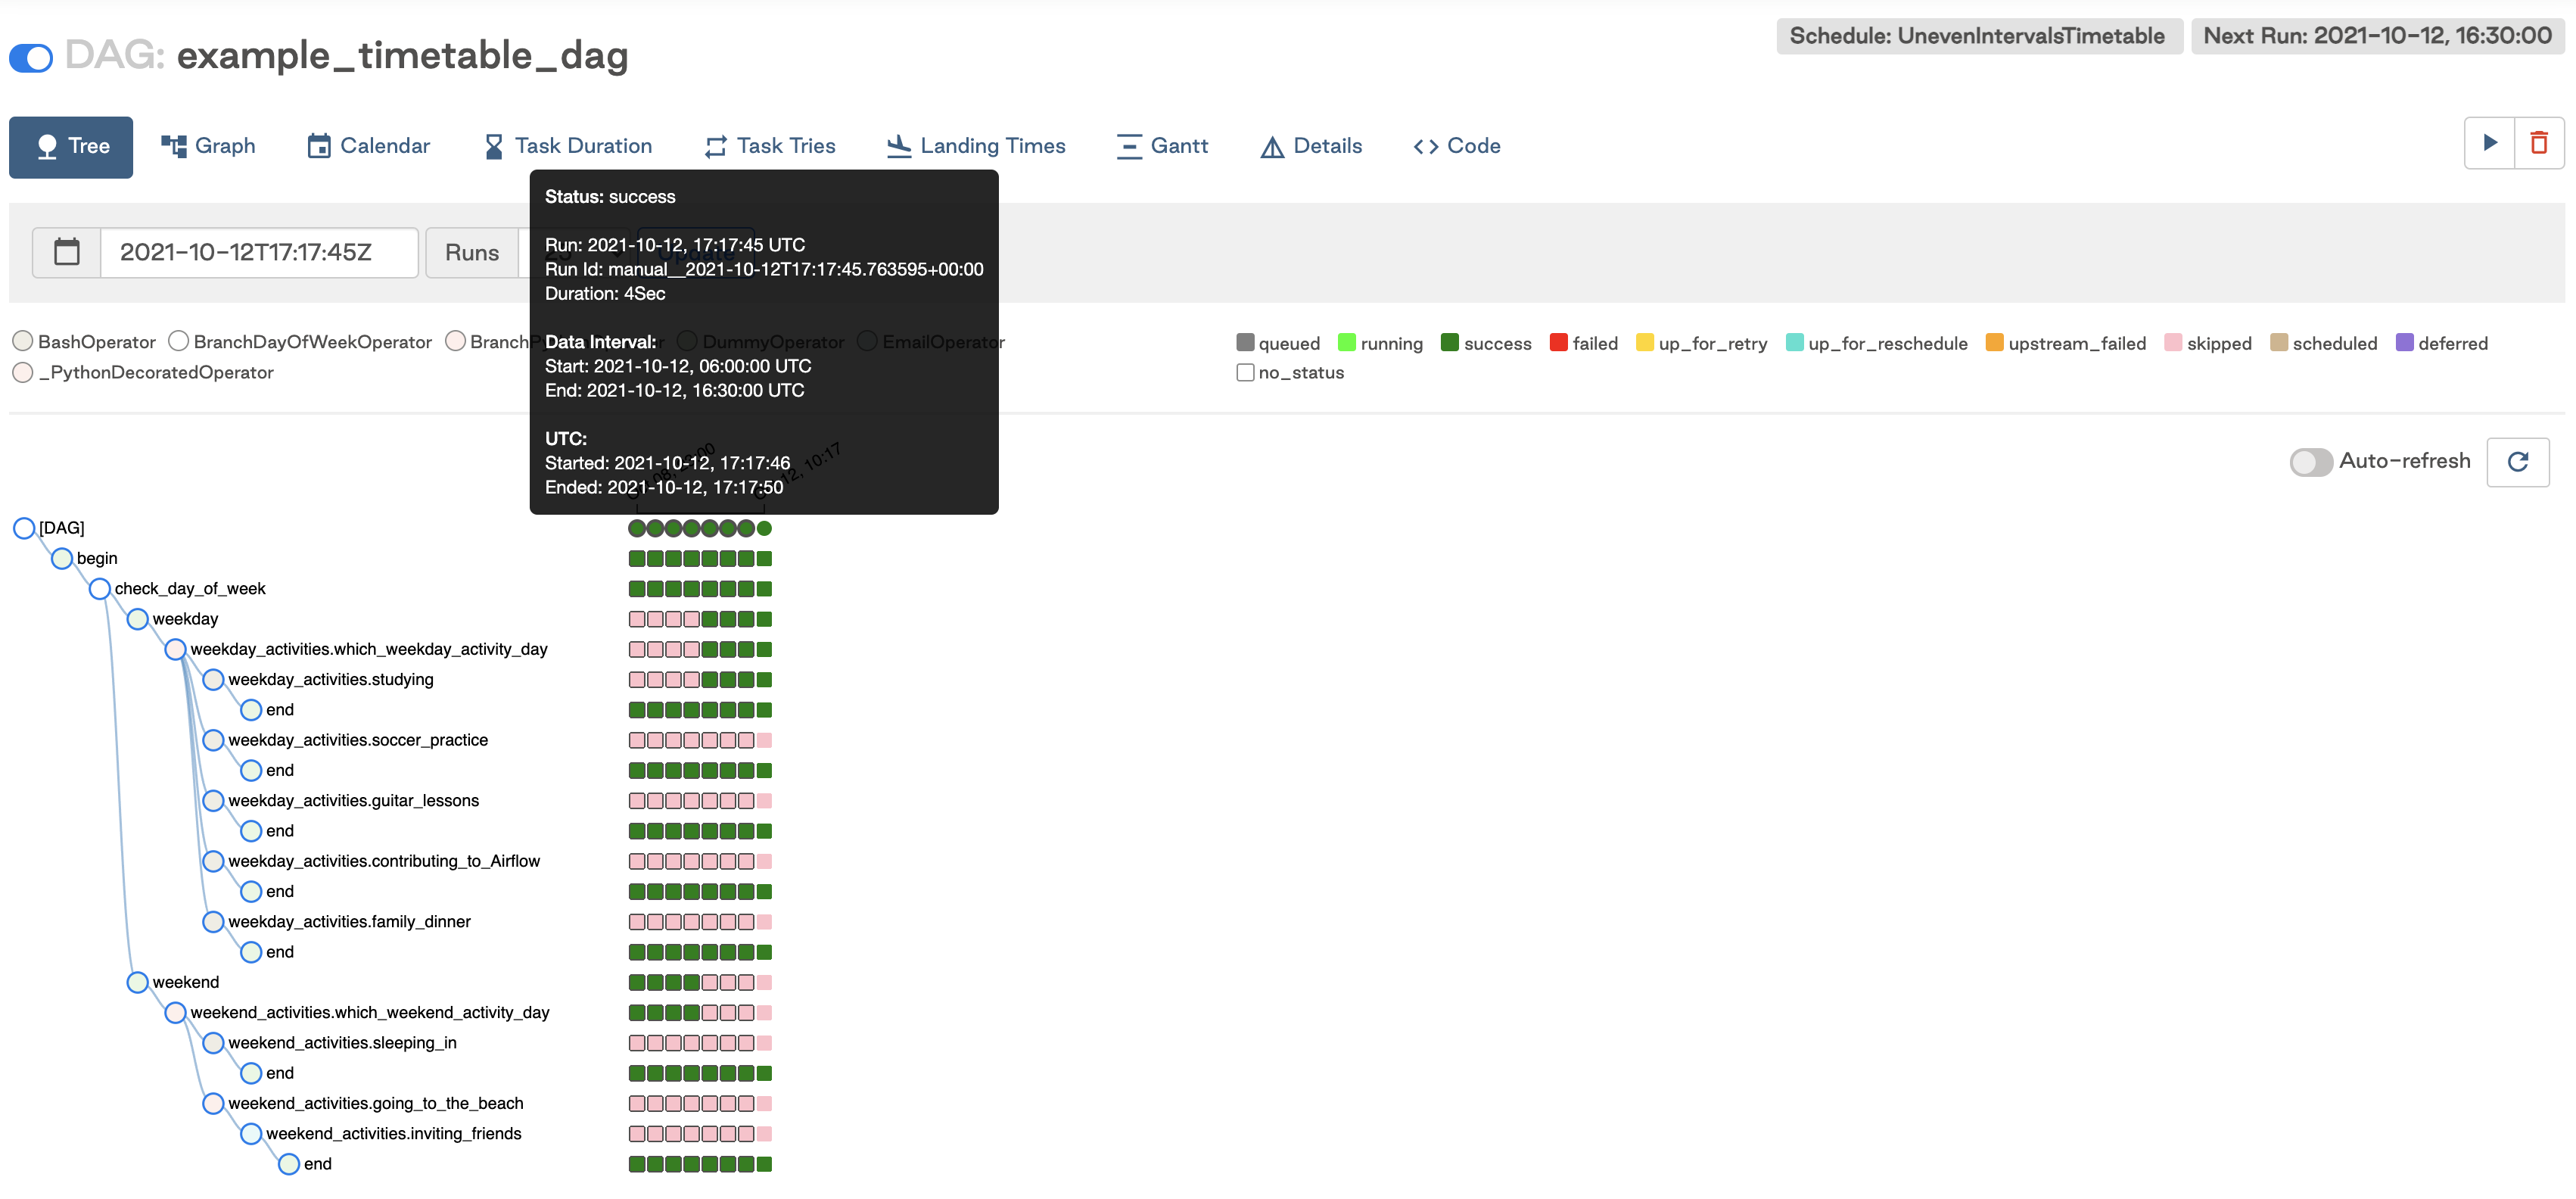 DAG: example_timetable_dag
Schedule: UnevenIntervalsTimetable
Next Run: 2021-10-12, 16:30:00
Tree Graph Calendar Task Duration Task Tries Landing Times Gantt Details Code
2021-10-12T17:17:45Z Runs 25 Update
Status: success
Run: 2021-10-12, 17:17:45 UTC
Run Id: manual__2021-10-12T17:17:45.763595+00:00
Duration: 4Sec
Data Interval:
Start: 2021-10-12, 06:00:00 UTC
End: 2021-10-12, 16:30:00 UTC
UTC:
Started: 2021-10-12, 17:17:46
Ended: 2021-10-12, 17:17:50
BashOperator BranchDayOfWeekOperator DummyOperator EmailOperator
_PythonDecoratedOperator
queued running success failed up_for_retry up_for_reschedule upstream_failed skipped scheduled deferred
no_status
12, 10:17
Auto-refresh
[DAG]
begin
check_day_of_week
weekday
weekday_activities.which_weekday_activity_day
weekday_activities.studying
end
weekday_activities.soccer_practice
end
weekday_activities.guitar_lessons
end
weekday_activities.contributing_to_Airflow
end
weekday_activities.family_dinner
end
weekend
weekend_activities.which_weekend_activity_day
weekend_activities.sleeping_in
end
weekend_activities.going_to_the_beach
weekend_activities.inviting_friends
end